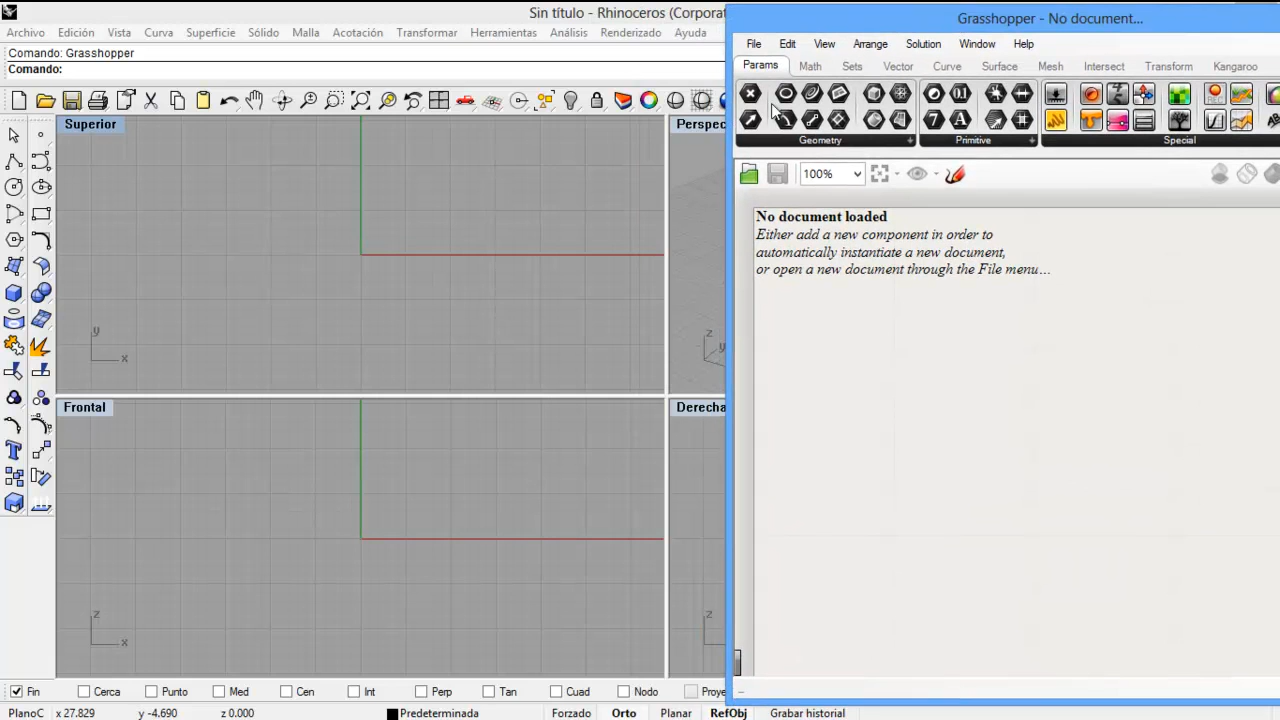 Sin título - Rhinoceros (Corporat
Archivo Edición Vista Curva Superficie Sólido Malla Acotación Transformar Herramientas Análisis Renderizado Ayuda
Comando: Grasshopper
Comando:
Superior
Perspec
y
x
z
y
Frontal
Derecha
z
x
z
Fin Cerca Punto Med Cen Int Perp Tan Cuad Nodo Proye
PlanoC x 27.829 y -4.690 z 0.000 Predeterminada Forzado Orto Planar RefObj Grabar historial
Grasshopper - No document...
File Edit View Arrange Solution Window Help
Params Math Sets Vector Curve Surface Mesh Intersect Transform Kangaroo
Geometry Primitive Special
100%
No document loaded
Either add a new component in order to
automatically instantiate a new document,
or open a new document through the File menu...